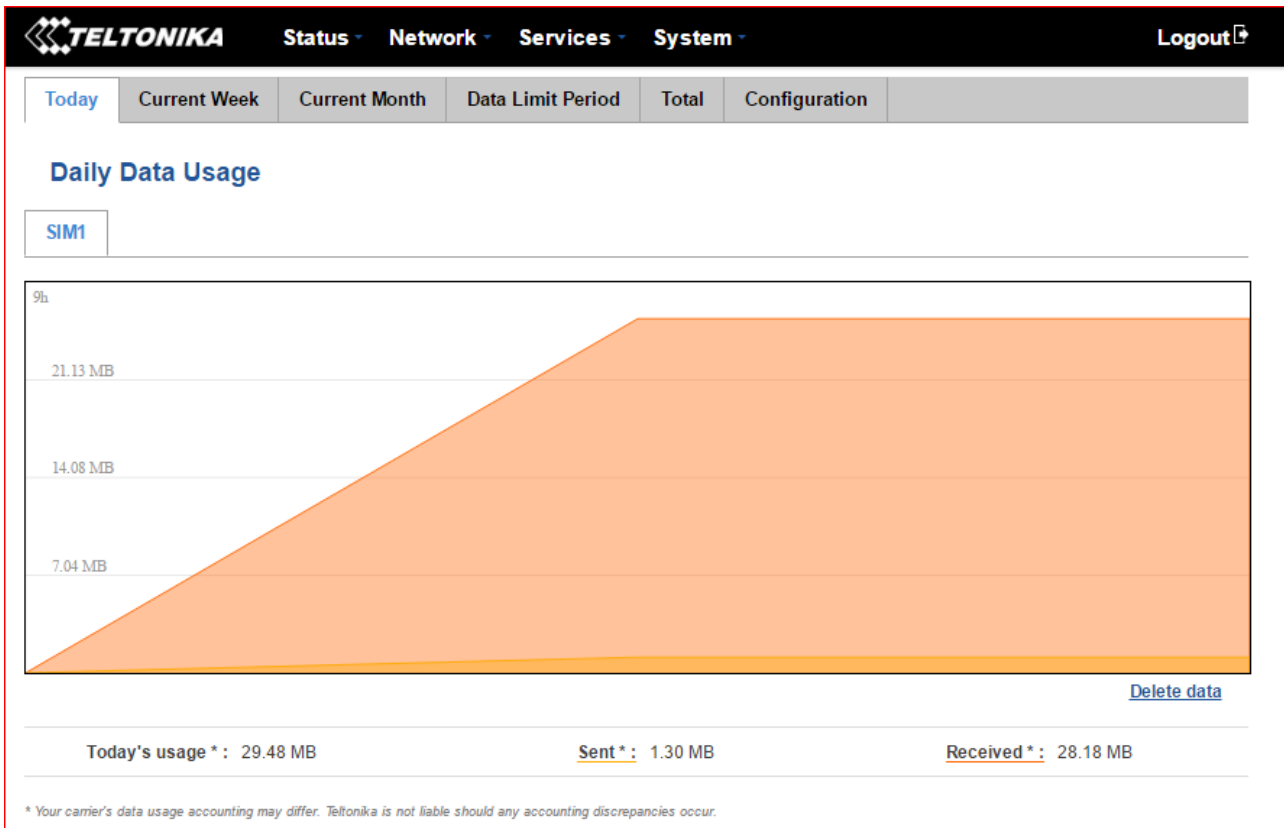 TELTONIKA Status Network Services System Logout
Today Current Week Current Month Data Limit Period Total Configuration
Daily Data Usage
SIM1
9h
21.13 MB
14.08 MB
7.04 MB
Delete data
Today's usage * : 29.48 MB Sent * : 1.30 MB Received * : 28.18 MB
* Your carrier's data usage accounting may differ. Teltonika is not liable should any accounting discrepancies occur.